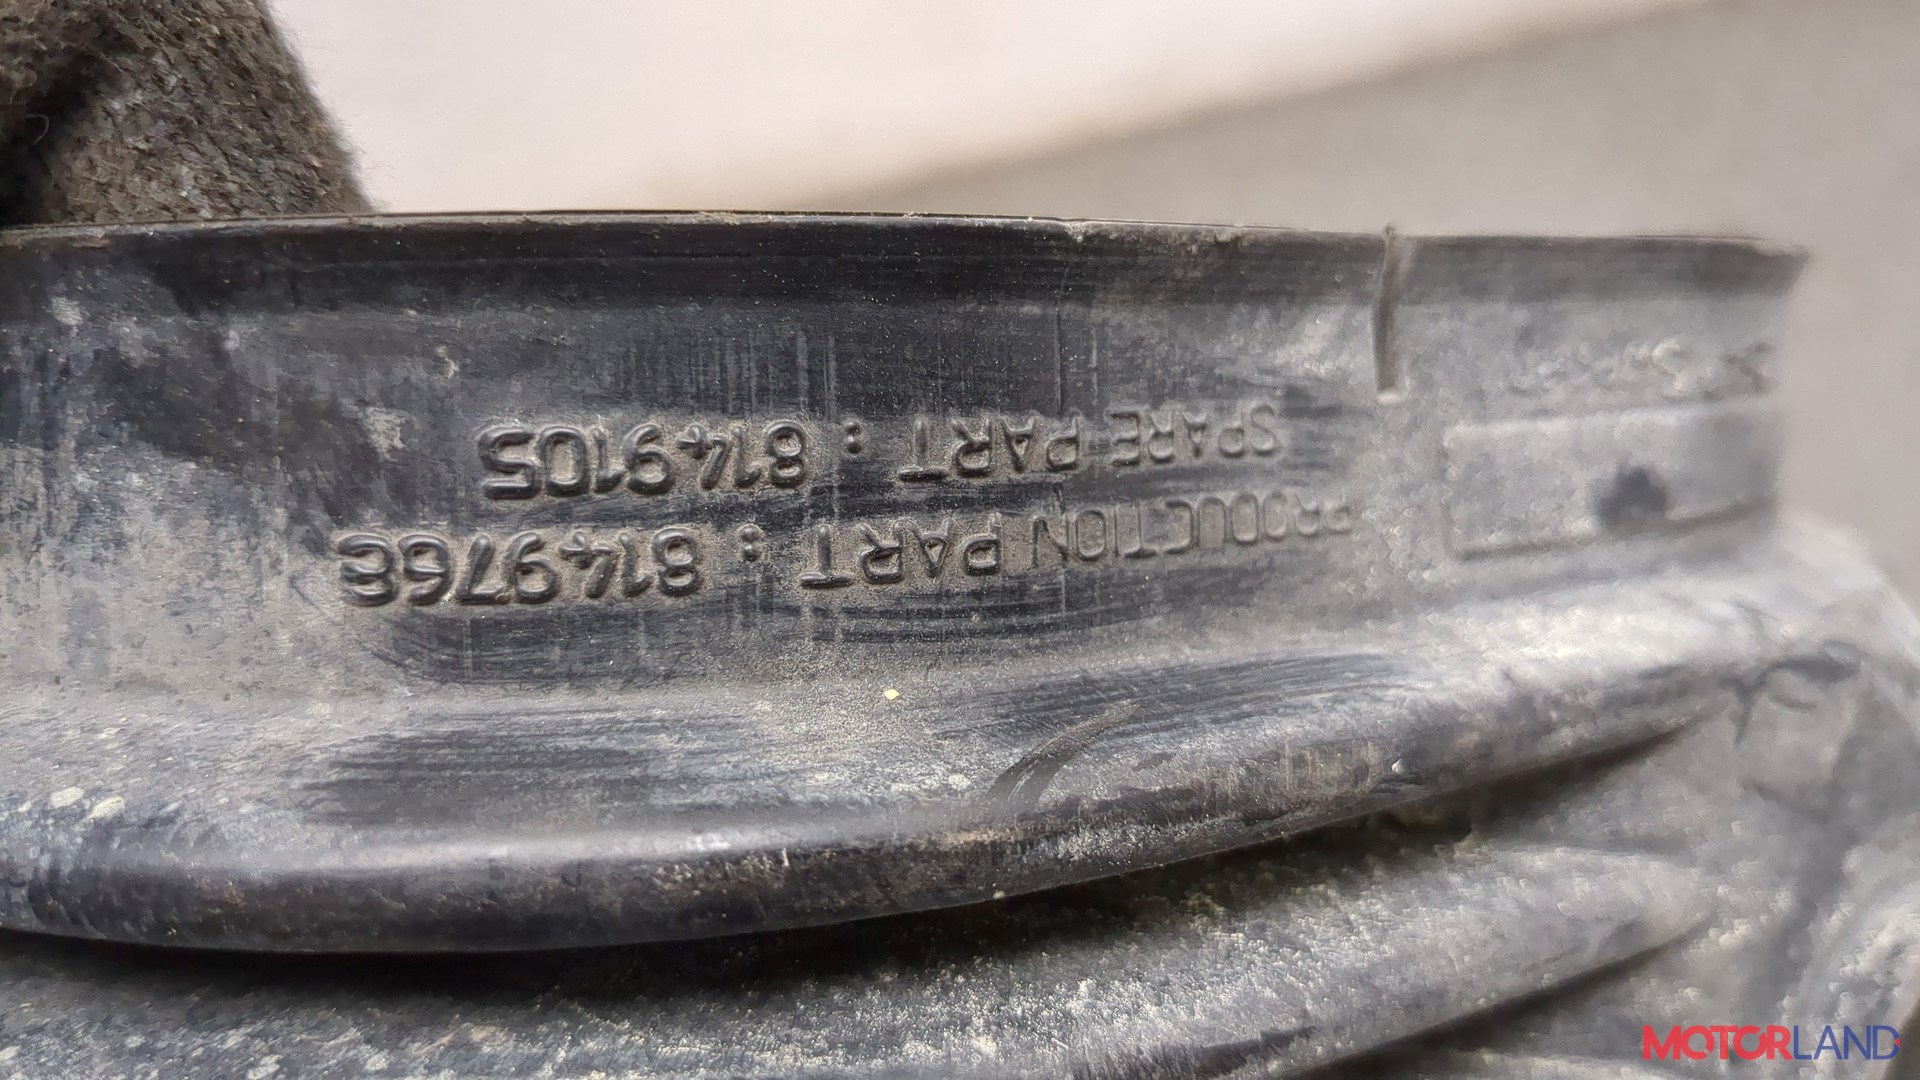 PRODUCTION PART : 8149768
SPARE PART : 8149105
MOTORLAND